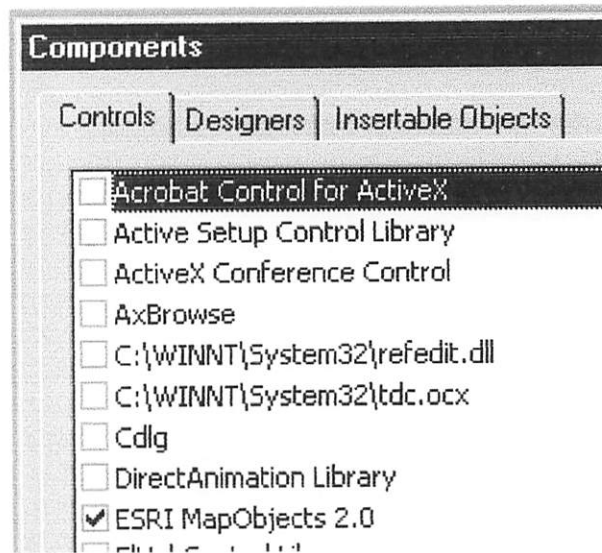 Components
Controls Designers Insertable Objects
Acrobat Control for ActiveX
Active Setup Control Library
ActiveX Conference Control
AxBrowse
C:\WINNT\System32\refedit.dll
C:\WINNT\System32\tdc.ocx
Cdlg
DirectAnimation Library
ESRI MapObjects 2.0